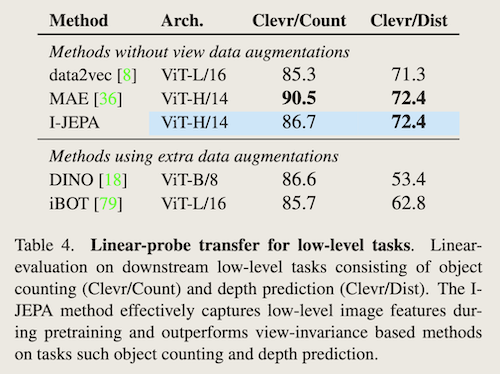 Method Arch. Clevr/Count Clevr/Dist
Methods without view data augmentations
data2vec [8] ViT-L/16 85.3 71.3
MAE [36] ViT-H/14 90.5 72.4
I-JEPA ViT-H/14 86.7 72.4
Methods using extra data augmentations
DINO [18] ViT-B/8 86.6 53.4
iBOT [79] ViT-L/16 85.7 62.8
Table 4. Linear-probe transfer for low-level tasks. Linear-
evaluation on downstream low-level tasks consisting of object
counting (Clevr/Count) and depth prediction (Clevr/Dist). The I-
JEPA method effectively captures low-level image features dur-
ing pretraining and outperforms view-invariance based methods
on tasks such object counting and depth prediction.